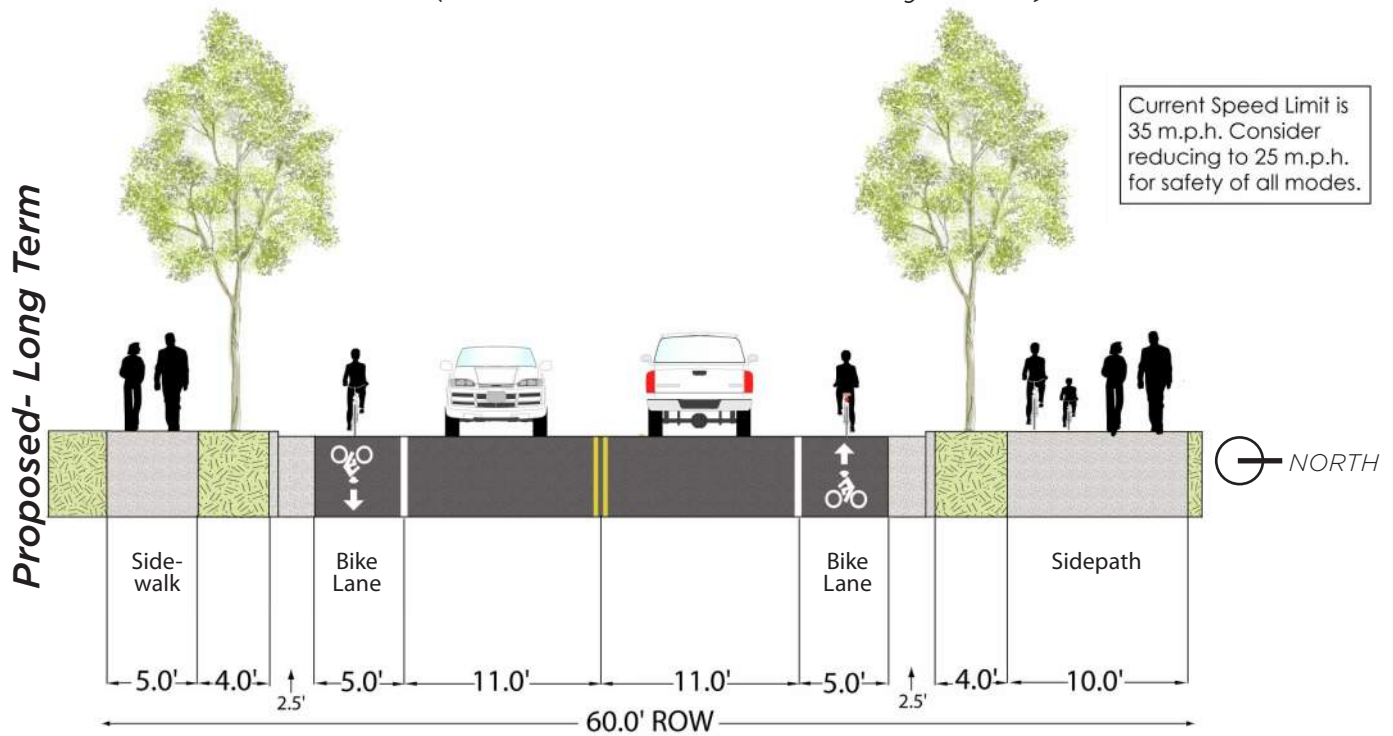 Proposed- Long Term
Current Speed Limit is
35 m.p.h. Consider
reducing to 25 m.p.h.
for safety of all modes.
NORTH
Side-
walk
Bike
Lane
Bike
Lane
Sidepath
5.0' 4.0' 2.5' 5.0' 11.0' 11.0' 5.0' 2.5' 4.0' 10.0'
60.0' ROW